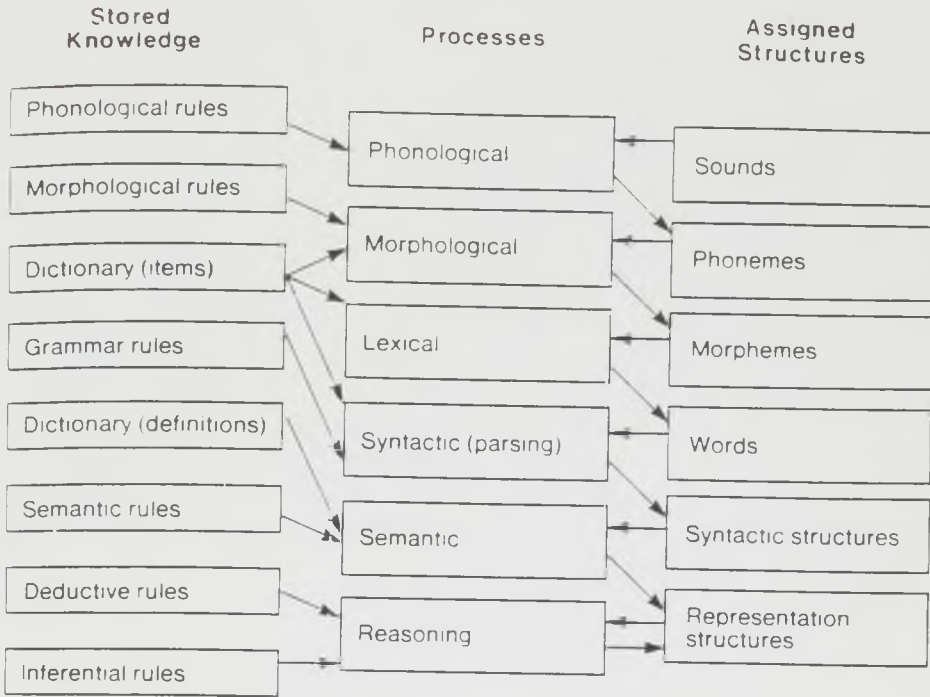 Stored
Knowledge
Processes
Assigned
Structures
Phonological rules
Morphological rules
Dictionary (items)
Grammar rules
Dictionary (definitions)
Semantic rules
Deductive rules
Inferential rules
Phonological
Morphological
Lexical
Syntactic (parsing)
Semantic
Reasoning
Sounds
Phonemes
Morphemes
Words
Syntactic structures
Representation
structures